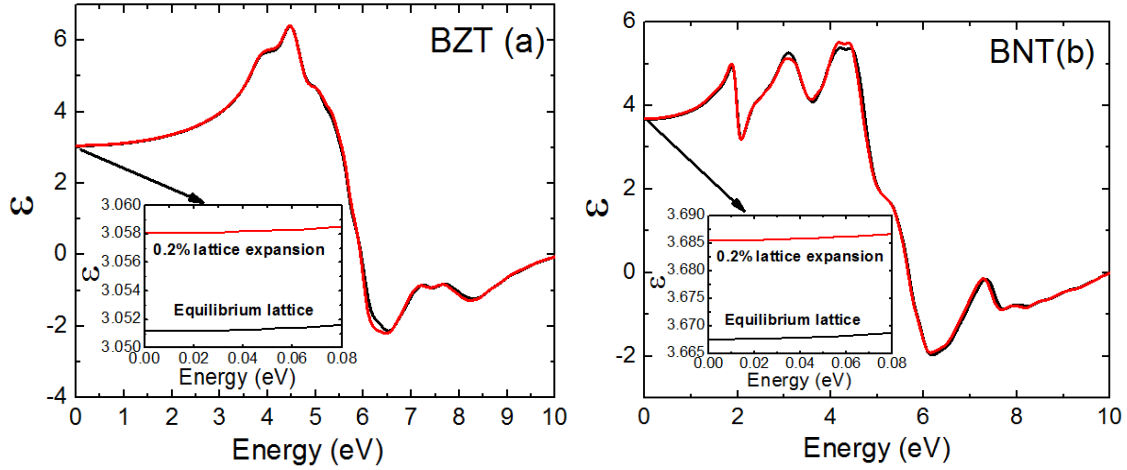 BZT (a)
6
4
2
0
-2
-4
ε
3.060
3.058
3.056
3.054
3.052
3.050
ε
0.2% lattice expansion
Equilibrium lattice
0.00 0.02 0.04 0.06 0.08
Energy (eV)
0 1 2 3 4 5 6 7 8 9 10
Energy (eV)
BNT(b)
6
4
2
0
-2
ε
3.690
3.685
3.680
3.675
3.670
3.665
ε
0.2% lattice expansion
Equilibrium lattice
0.00 0.02 0.04 0.06 0.08
Energy (eV)
0 2 4 6 8 10
Energy (eV)